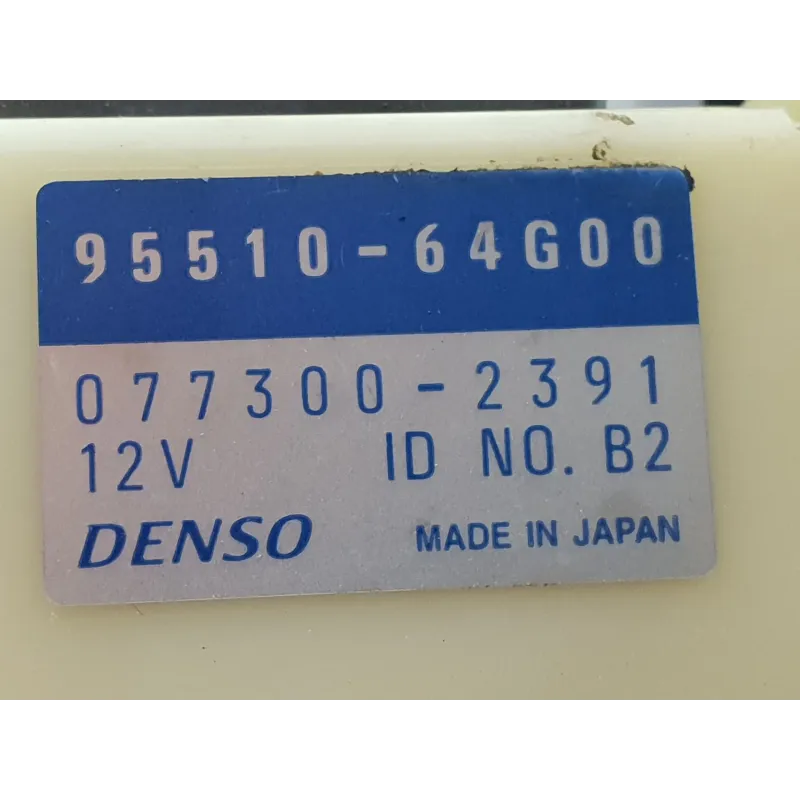 95510-64G00
077300-2391
12V ID NO. B2
DENSO MADE IN JAPAN